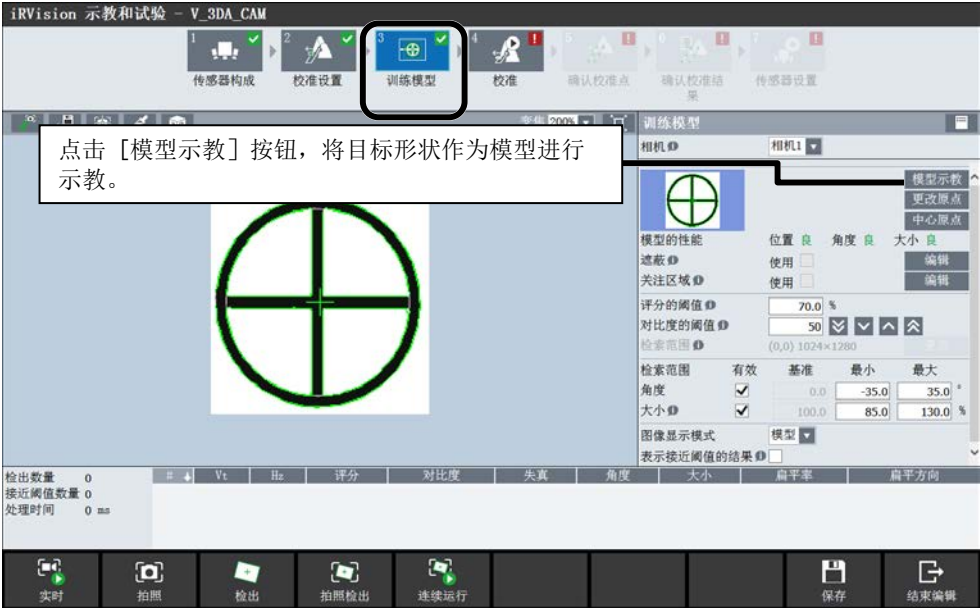 iRVision 示教和试验 - V_3DA_CAM
1 传感器构成
2 校准设置
3 训练模型
4 校准
5 确认校准点
6 确认校准结果
7 传感器设置
变焦 200%
点击 [模型示教] 按钮，将目标形状作为模型进行
示教。
训练模型
相机 相机1
模型示教
更改原点
中心原点
模型的性能 位置 良 角度 良 大小 良
遮蔽 使用 编辑
关注区域 使用 编辑
评分的阈值 70.0 %
对比度的阈值 50
检索范围 (0,0) 1024×1280
检索范围 有效 基准 最小 最大
角度 0.0 -35.0 35.0 °
大小 100.0 85.0 130.0 %
图像显示模式 模型
表示接近阈值的结果
检出数量 0
接近阈值数量 0
处理时间 0 ms
# Vt Hz 评分 对比度 失真 角度 大小 扁平率 扁平方向
实时 拍照 检出 拍照检出 连续运行 保存 结束编辑